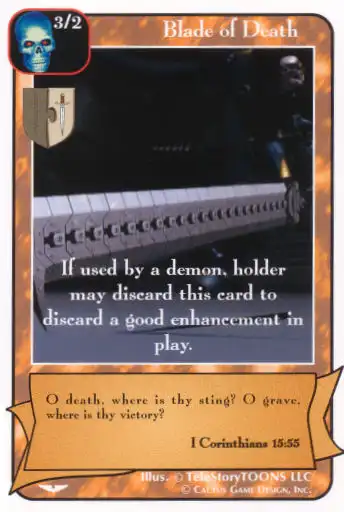 3/2 Blade of Death
If used by a demon, holder
may discard this card to
discard a good enhancement in
play.
O death, where is thy sting? O grave,
where is thy victory?
I Corinthians 15:55
Illus. © TeleStoryTOONS LLC
© Cactus Game Design, Inc.